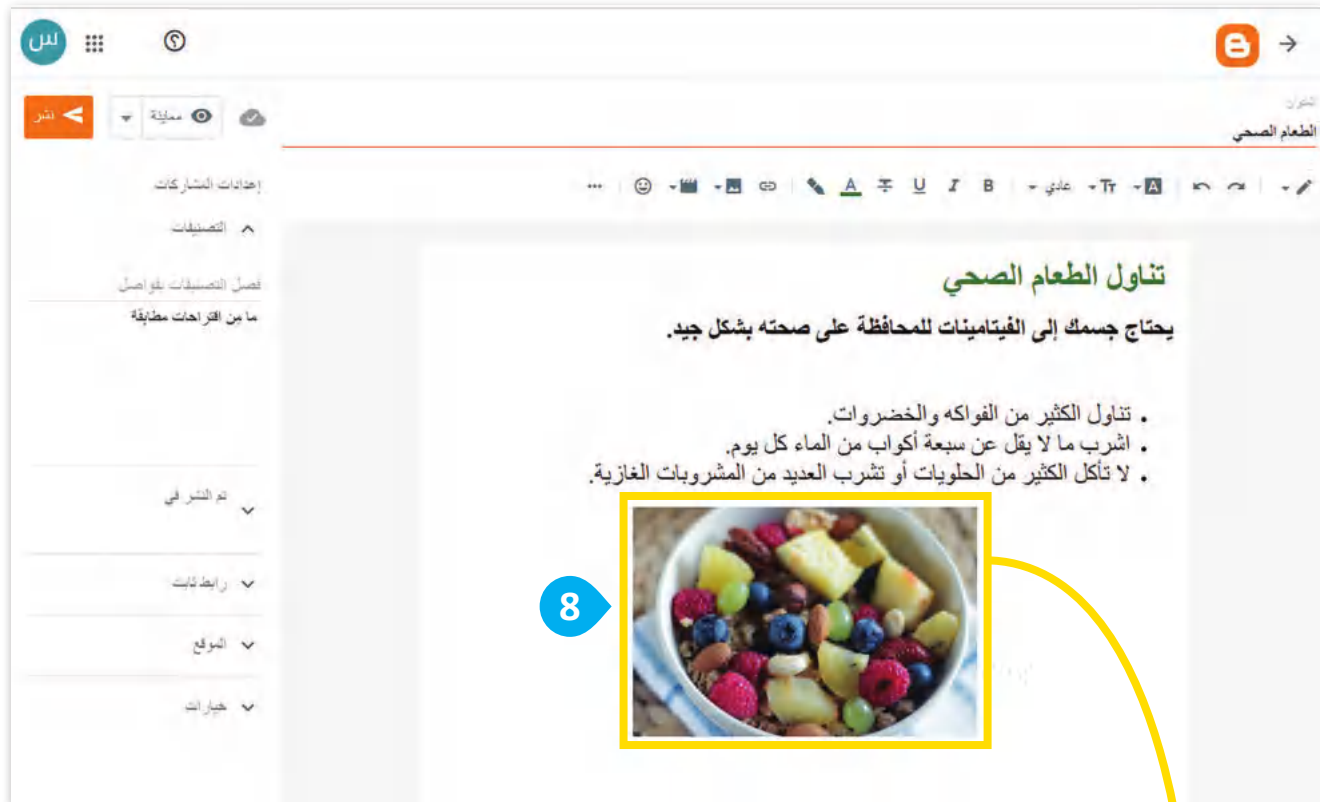 س
العنوان
الطعام الصحي
معاينة
نشر
عادي
إعدادات المشاركات
التصنيفات
فصل التصنيفات بفواصل
ما من اقتراحات مطابقة
تم النشر في
رابط ثابت
الموقع
خيارات
تناول الطعام الصحي
يحتاج جسمك إلى الفيتامينات للمحافظة على صحته بشكل جيد.
• تناول الكثير من الفواكه والخضروات.
• اشرب ما لا يقل عن سبعة أكواب من الماء كل يوم.
• لا تأكل الكثير من الحلويات أو تشرب العديد من المشروبات الغازية.
8